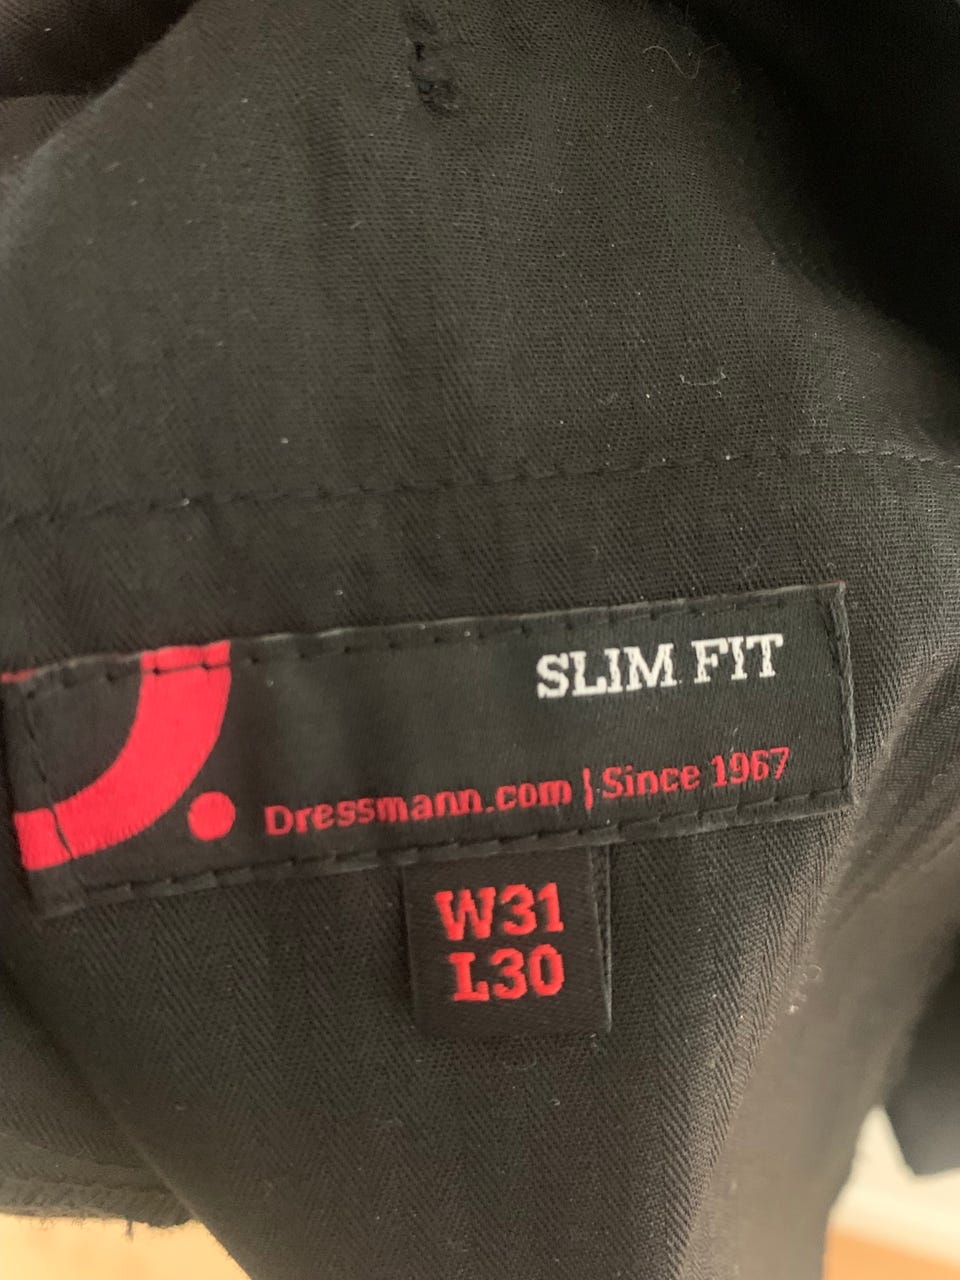 SLIM FIT
Dressmann.com | Since 1967
W31
L30